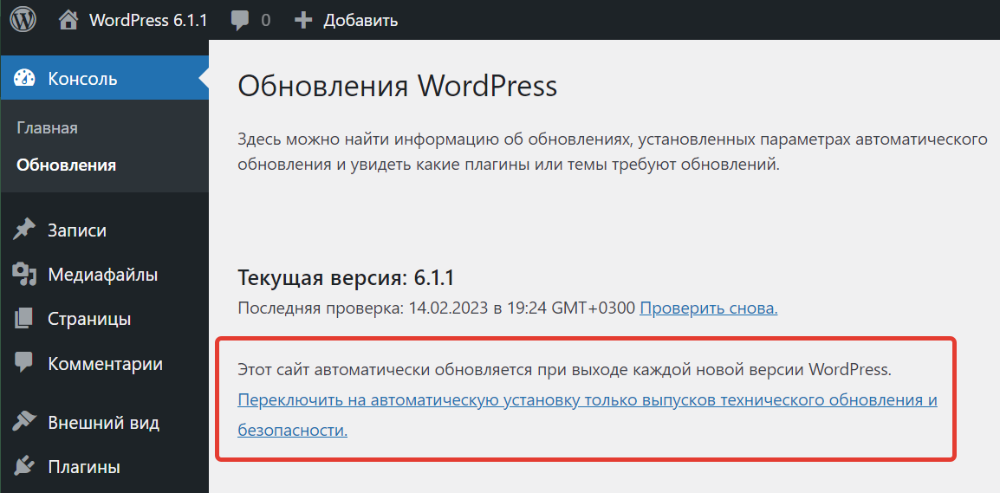 WordPress 6.1.1 0 Добавить
Консоль
Главная
Обновления
Записи
Медиафайлы
Страницы
Комментарии
Внешний вид
Плагины
Обновления WordPress
Здесь можно найти информацию об обновлениях, установленных параметрах автоматического
обновления и увидеть какие плагины или темы требуют обновлений.
Текущая версия: 6.1.1
Последняя проверка: 14.02.2023 в 19:24 GMT+0300 Проверить снова.
Этот сайт автоматически обновляется при выходе каждой новой версии WordPress.
Переключить на автоматическую установку только выпусков технического обновления и
безопасности.